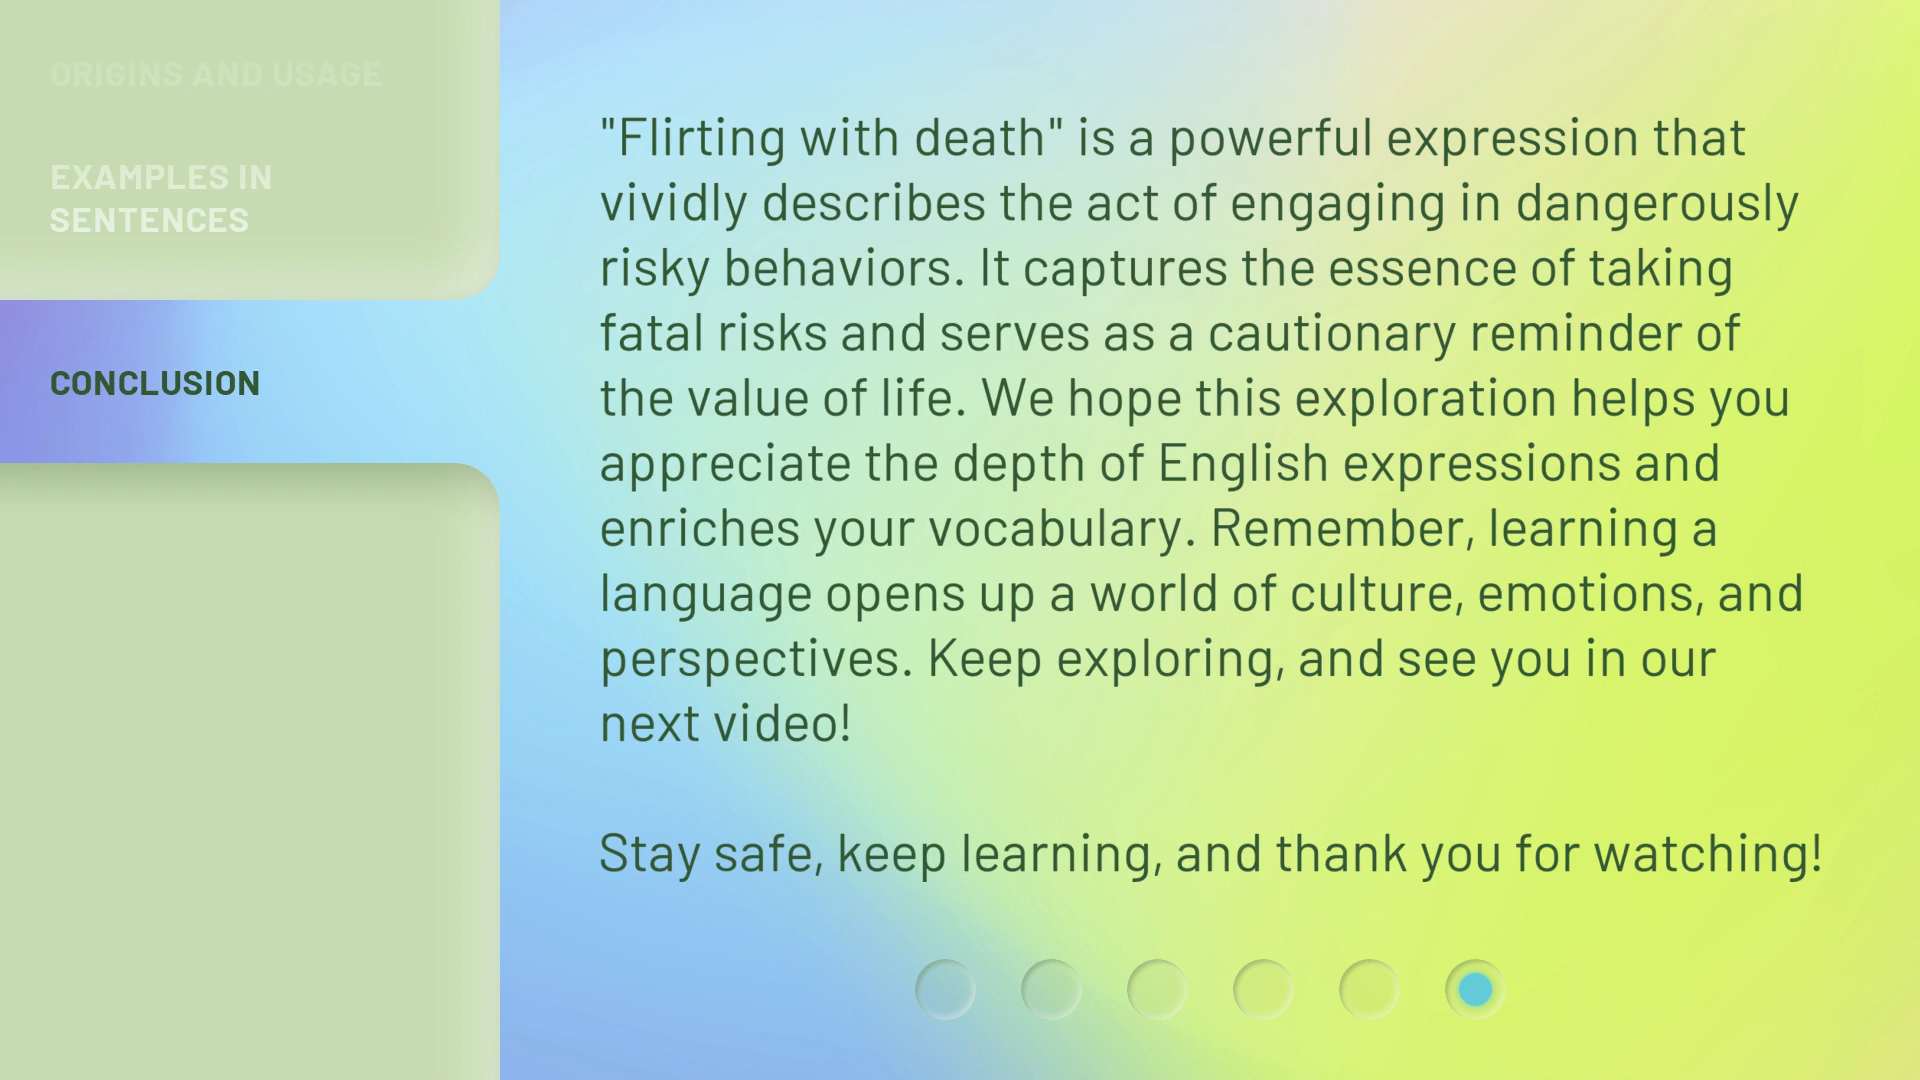 ORIGINS AND USAGE
EXAMPLES IN
SENTENCES
CONCLUSION
"Flirting with death" is a powerful expression that
vividly describes the act of engaging in dangerously
risky behaviors. It captures the essence of taking
fatal risks and serves as a cautionary reminder of
the value of life. We hope this exploration helps you
appreciate the depth of English expressions and
enriches your vocabulary. Remember, learning a
language opens up a world of culture, emotions, and
perspectives. Keep exploring, and see you in our
next video!
Stay safe, keep learning, and thank you for watching!